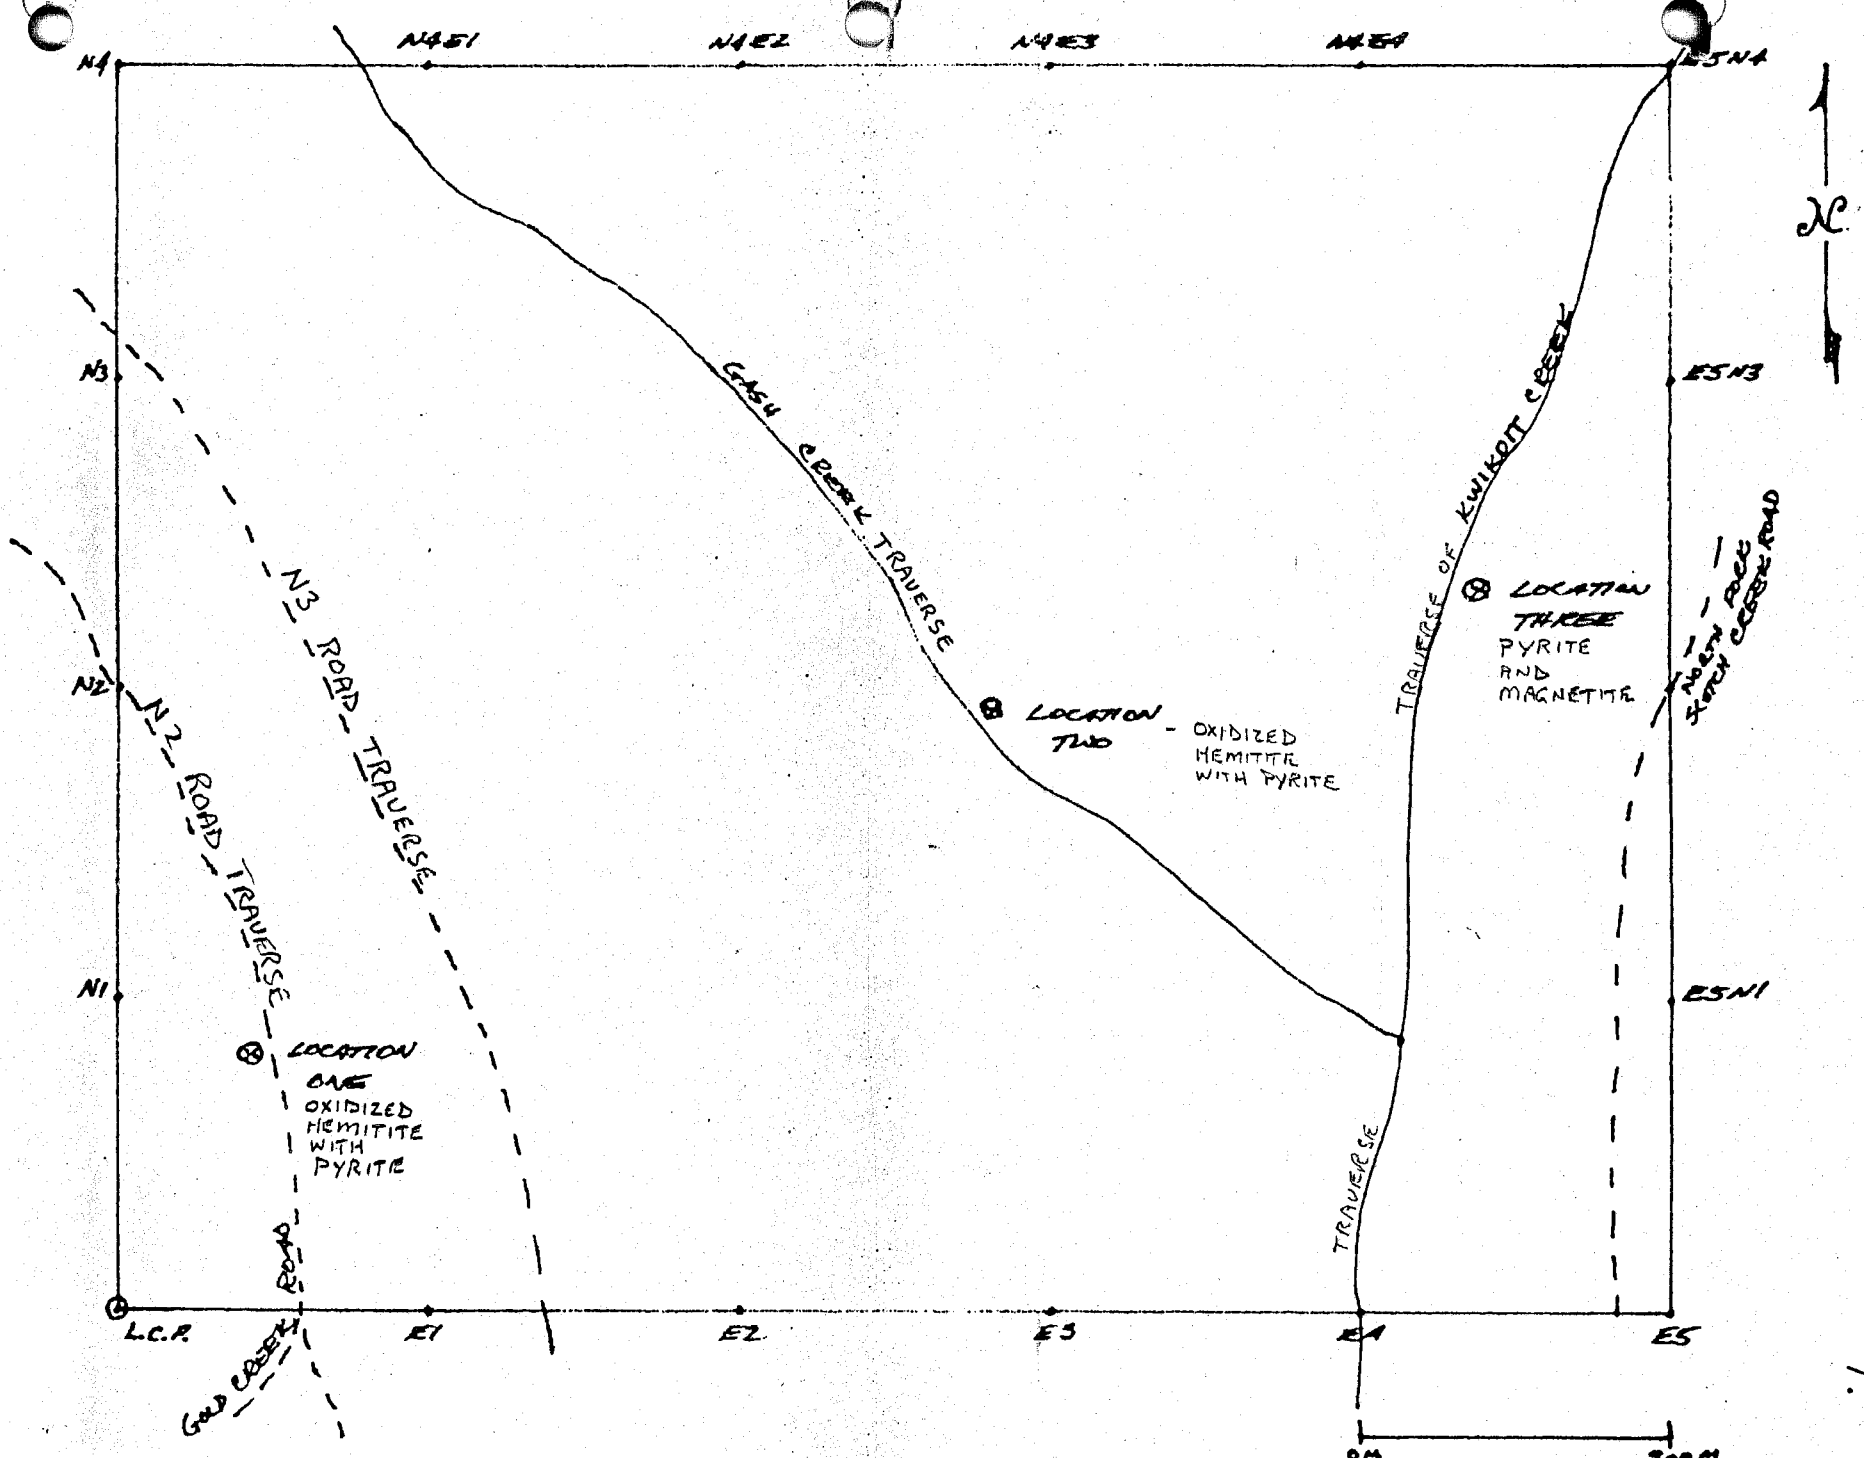 N4
N4E1
N4E2
N4E3
N4E4
E5N4
N
N3
E5N3
GASH CREEK TRAVERSE
TRAVERSE OF KWIKOIT CREEK
N3 ROAD TRAVERSE
N2
N2 ROAD TRAVERSE
LOCATION
THREE
PYRITE
AND
MAGNETITE
NORTH FORK
SCOTCH CREEK ROAD
LOCATION
TWO
- OXIDIZED
HEMITITE
WITH PYRITE
N1
E5N1
LOCATION
ONE
OXIDIZED
HEMITITE
WITH
PYRITE
TRAVERSE
GOLD CREEK ROAD
L.C.P.
E1
E2
E3
E4
E5